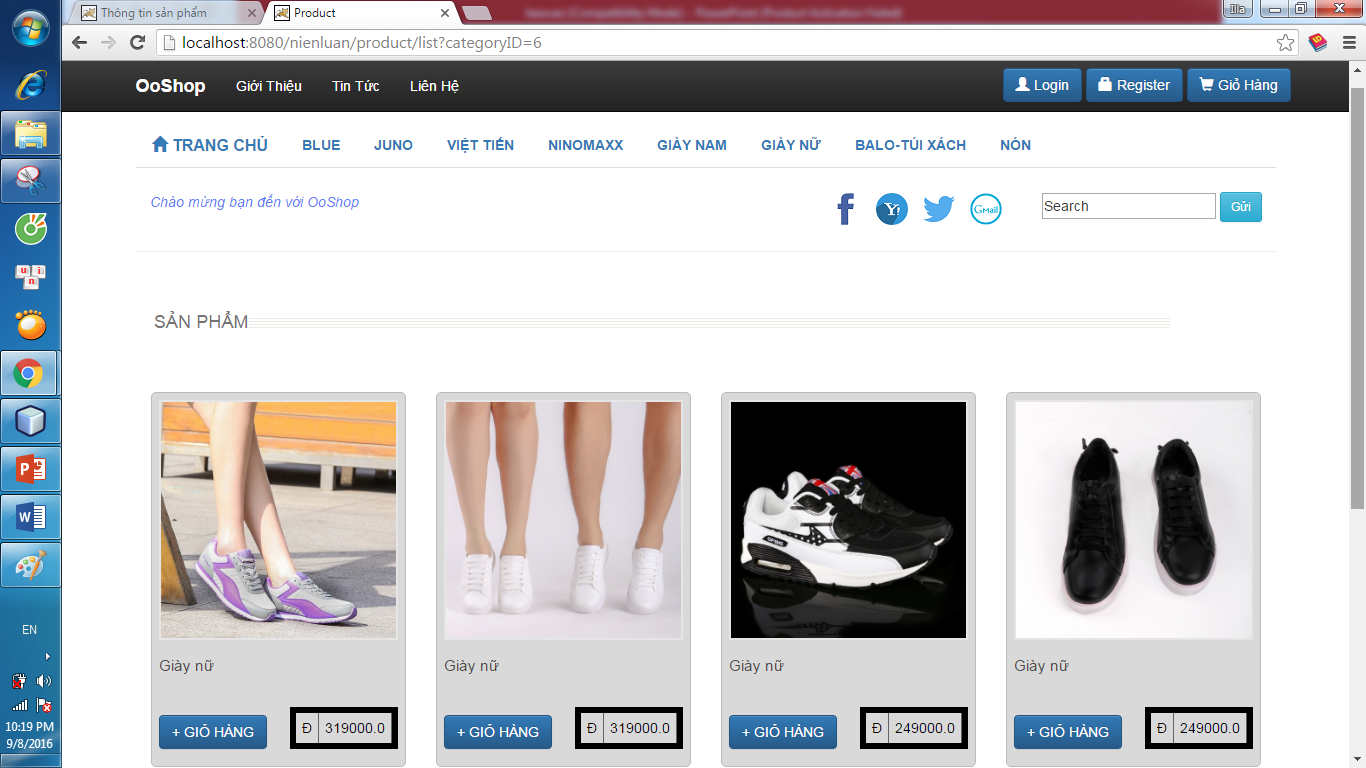 Thông tin sản phẩm
Product
localhost:8080/nienluan/product/list?categoryID=6
OoShop Giới Thiệu Tin Tức Liên Hệ Login Register Giỏ Hàng
TRANG CHỦ BLUE JUNO VIỆT TIẾN NINOMAXX GIÀY NAM GIÀY NỮ BALO-TÚI XÁCH NÓN
Chào mừng bạn đến với OoShop
Gmail
Search
Gửi
SẢN PHẨM
Giày nữ Giày nữ Giày nữ Giày nữ
+ GIỎ HÀNG Đ 319000.0 + GIỎ HÀNG Đ 319000.0 + GIỎ HÀNG Đ 249000.0 + GIỎ HÀNG Đ 249000.0
EN
10:19 PM
9/8/2016